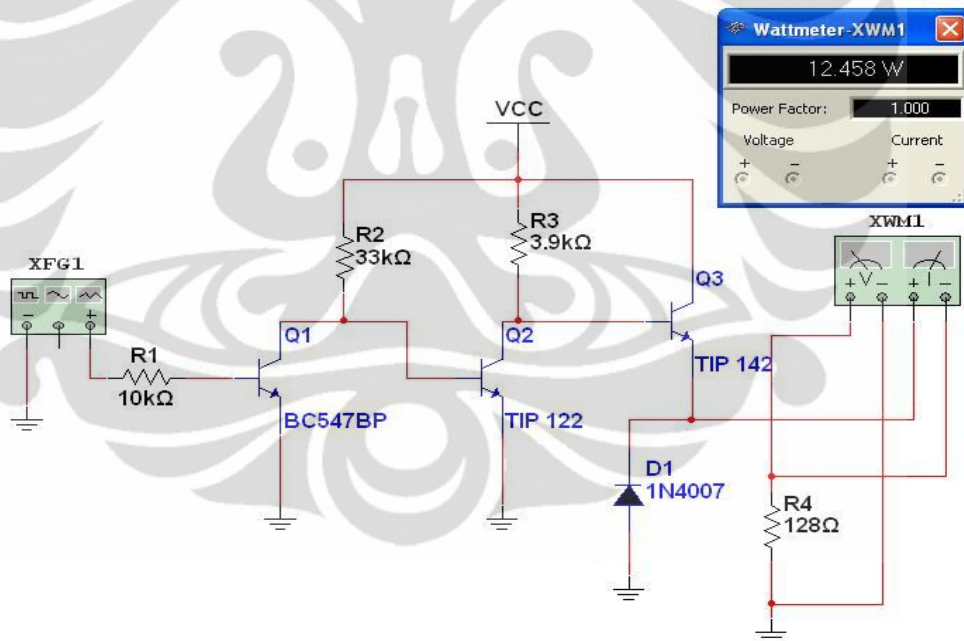 Wattmeter-XWM1
12.458 W
Power Factor: 1.000
Voltage Current
+ - + -
VCC
R2
33kΩ
R3
3.9kΩ
XWM1
V I
+ - + -
XFG1
- +
Q1
Q2
Q3
R1
10kΩ
TIP 142
BC547BP
TIP 122
D1
1N4007
R4
128Ω